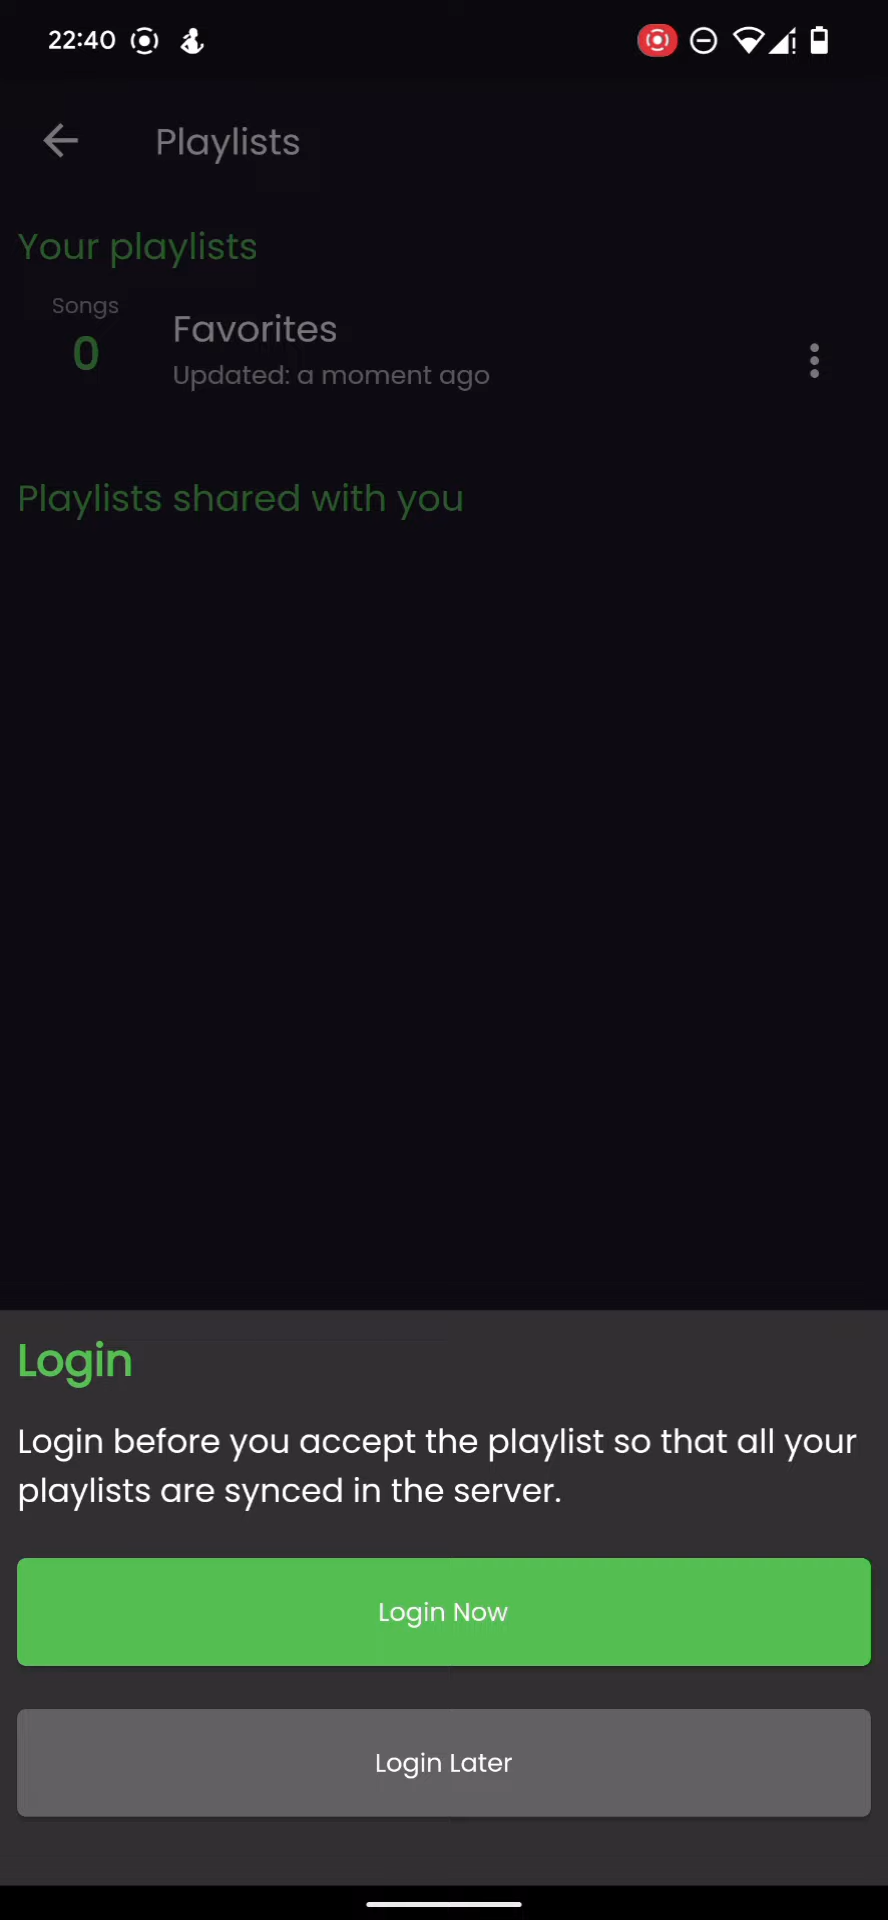 22:40
Playlists
Your playlists
Songs
0
Favorites
Updated: a moment ago
Playlists shared with you
Login
Login before you accept the playlist so that all your
playlists are synced in the server.
Login Now
Login Later